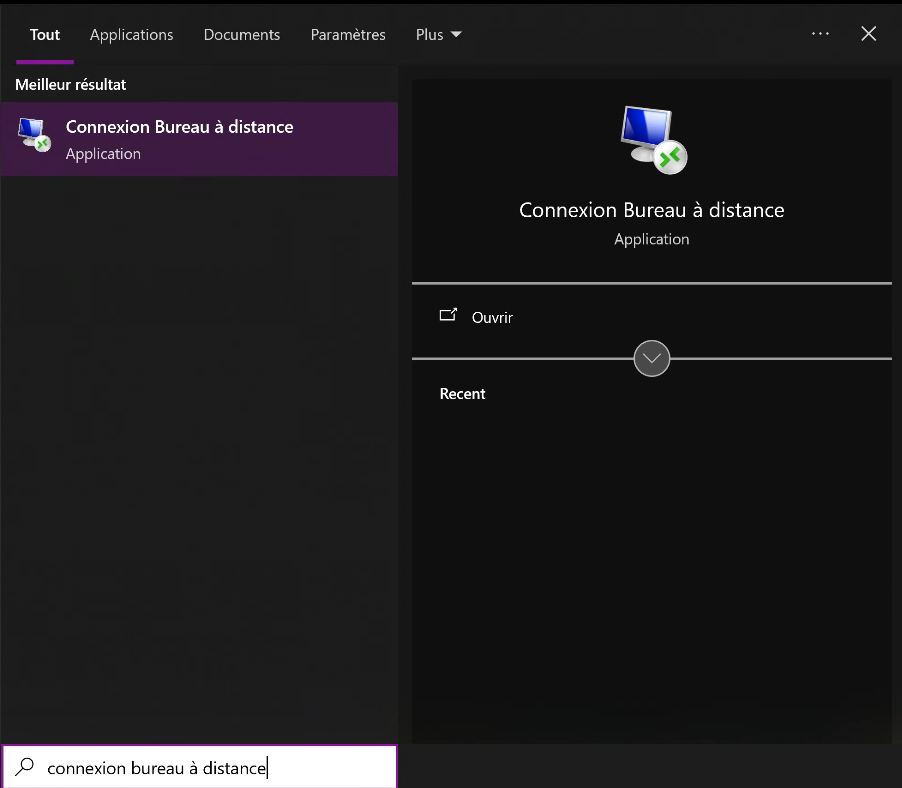 Tout Applications Documents Paramètres Plus
Meilleur résultat
Connexion Bureau à distance
Application
Connexion Bureau à distance
Application
Ouvrir
Recent
connexion bureau à distance